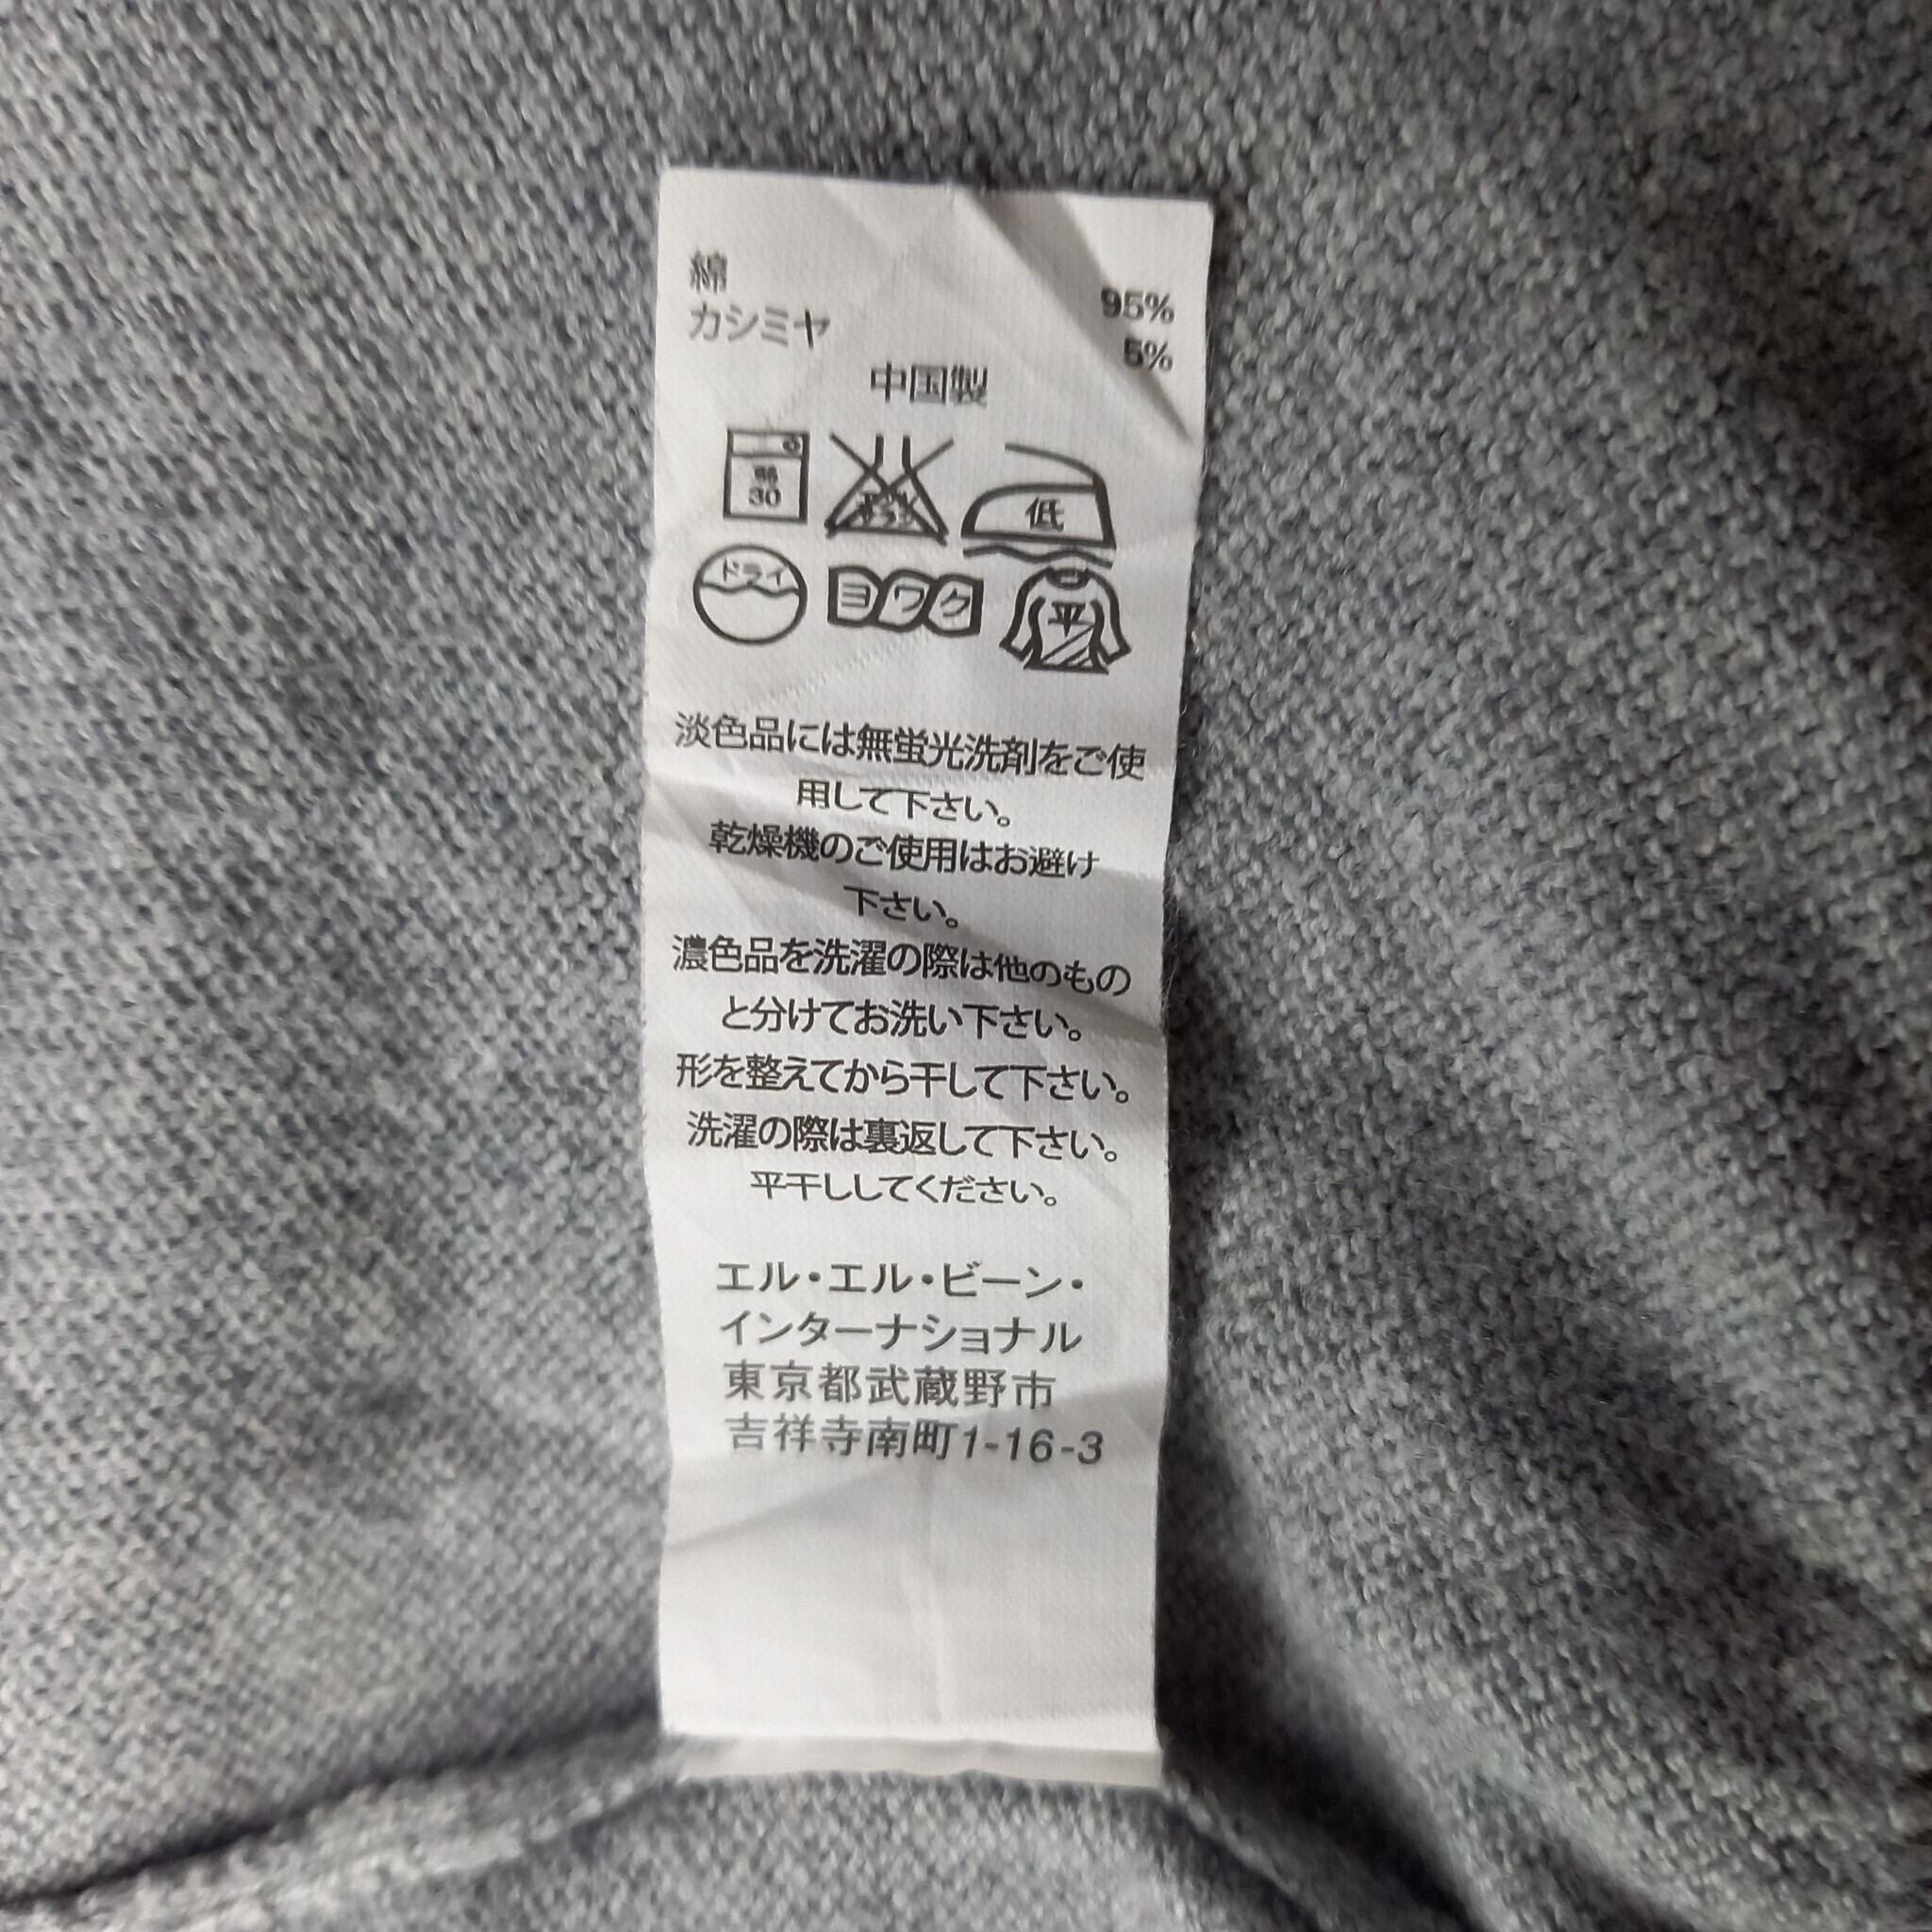 綿 95%
カシミヤ 5%
中国製
30
低
ドライ
ヨワク
平
淡色品には無蛍光洗剤をご使
用して下さい。
乾燥機のご使用はお避け
下さい。
濃色品を洗濯の際は他のもの
と分けてお洗い下さい。
形を整えてから干して下さい。
洗濯の際は裏返して下さい。
平干ししてください。
エル・エル・ビーン・
インターナショナル
東京都武蔵野市
吉祥寺南町1-16-3